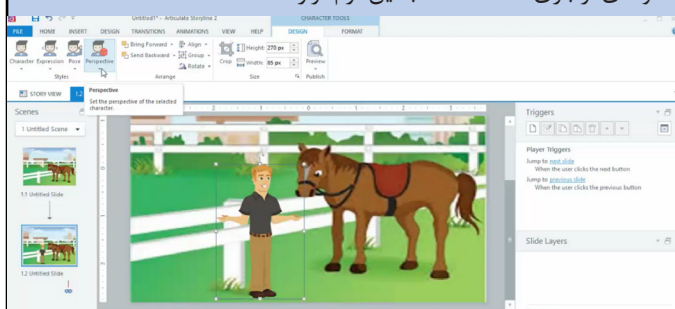 Untitled1* - Articulate Storyline
CHARACTER TOOLS
FILE HOME INSERT DESIGN TRANSITIONS ANIMATIONS VIEW HELP DESIGN FORMAT
Character Expression Pose Perspective
Bring Forward Align
Send Backward Group
Rotate
Crop
Height: 270 px
Width: 85 px
Preview
Styles Arrange Size Publish
STORY VIEW 1.2
Perspective
Set the perspective of the selected
character.
Scenes
1 Untitled Scene
1.1 Untitled Slide
1.2 Untitled Slide
Triggers
Player Triggers
Jump to next slide
When the user clicks the next button
Jump to previous slide
When the user clicks the previous button
Slide Layers